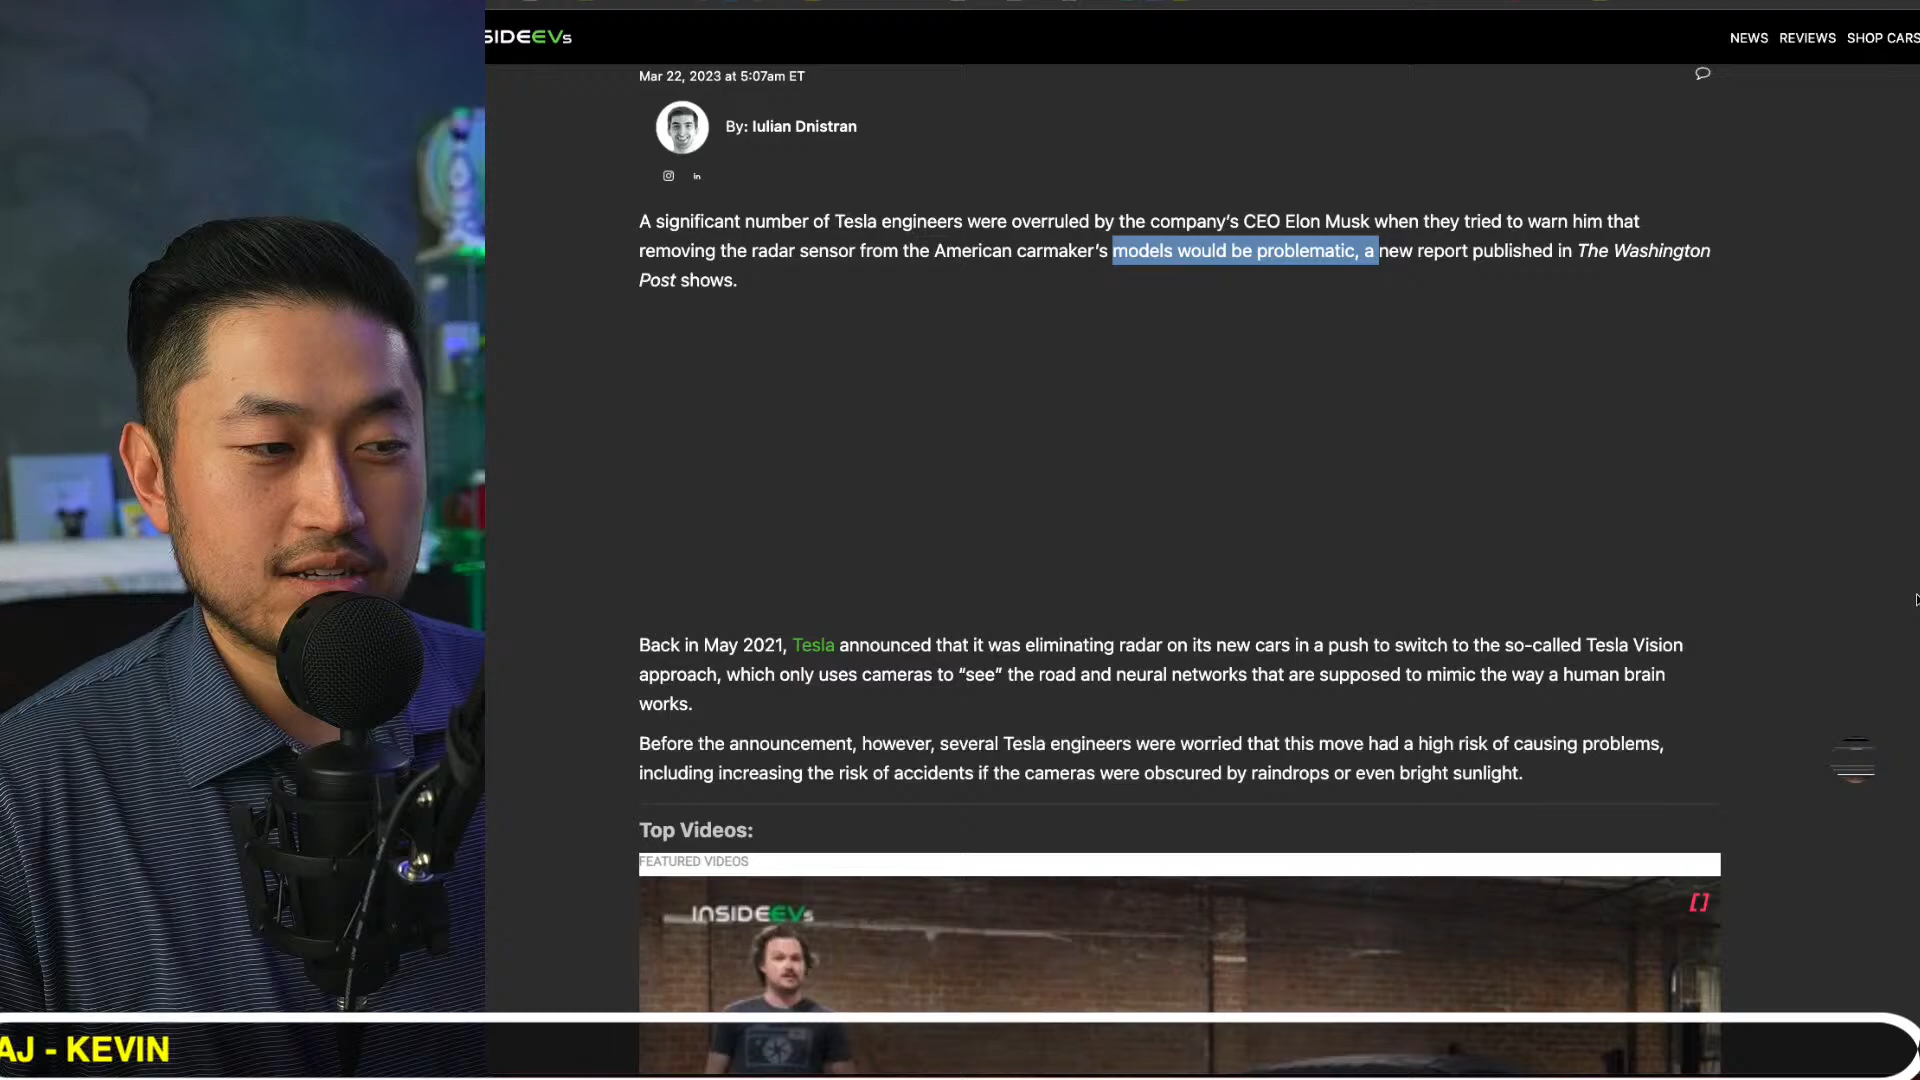 SIDEEVs
NEWS REVIEWS SHOP CARS
Mar 22, 2023 at 5:07am ET
By: Iulian Dnistran
in
A significant number of Tesla engineers were overruled by the company’s CEO Elon Musk when they tried to warn him that
removing the radar sensor from the American carmaker’s models would be problematic, a new report published in The Washington
Post shows.
Back in May 2021, Tesla announced that it was eliminating radar on its new cars in a push to switch to the so-called Tesla Vision
approach, which only uses cameras to “see” the road and neural networks that are supposed to mimic the way a human brain
works.
Before the announcement, however, several Tesla engineers were worried that this move had a high risk of causing problems,
including increasing the risk of accidents if the cameras were obscured by raindrops or even bright sunlight.
Top Videos:
FEATURED VIDEOS
INSIDEEVs
AJ - KEVIN